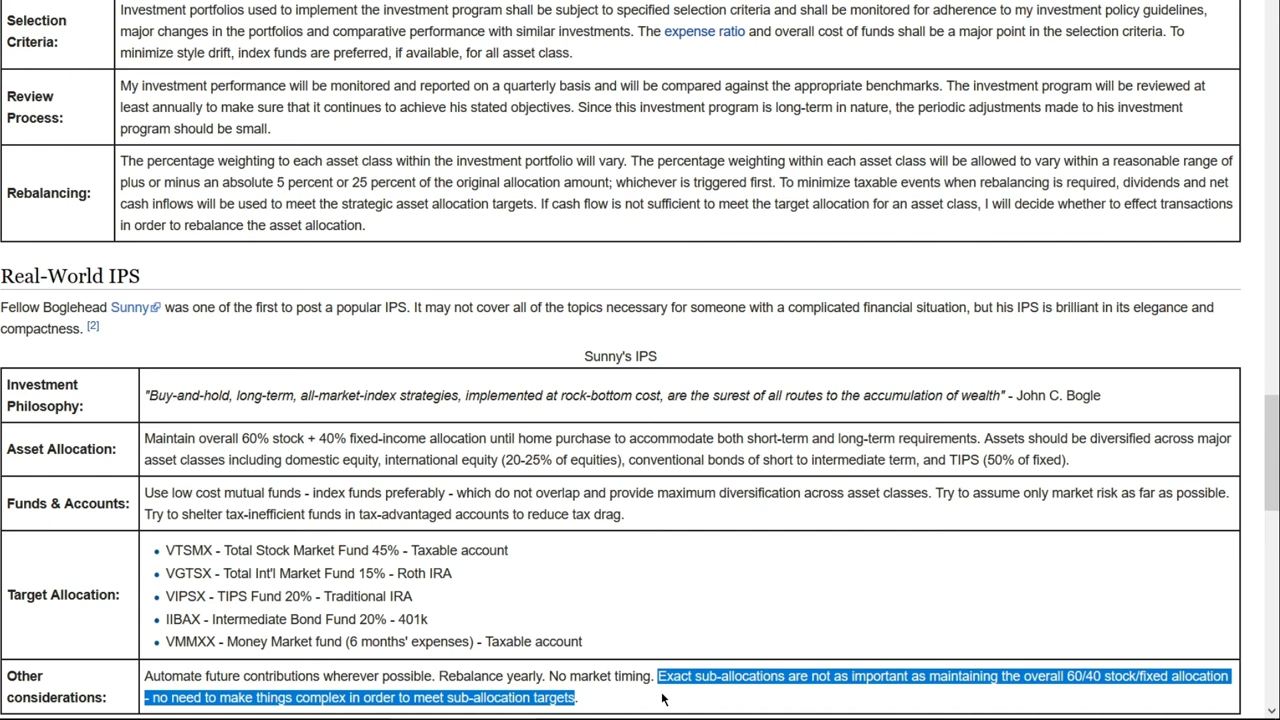 Selection
Criteria:
Investment portfolios used to implement the investment program shall be subject to specified selection criteria and shall be monitored for adherence to my investment policy guidelines,
major changes in the portfolios and comparative performance with similar investments. The expense ratio and overall cost of funds shall be a major point in the selection criteria. To
minimize style drift, index funds are preferred, if available, for all asset class.
Review
Process:
My investment performance will be monitored and reported on a quarterly basis and will be compared against the appropriate benchmarks. The investment program will be reviewed at
least annually to make sure that it continues to achieve his stated objectives. Since this investment program is long-term in nature, the periodic adjustments made to his investment
program should be small.
Rebalancing:
The percentage weighting to each asset class within the investment portfolio will vary. The percentage weighting within each asset class will be allowed to vary within a reasonable range of
plus or minus an absolute 5 percent or 25 percent of the original allocation amount; whichever is triggered first. To minimize taxable events when rebalancing is required, dividends and net
cash inflows will be used to meet the strategic asset allocation targets. If cash flow is not sufficient to meet the target allocation for an asset class, I will decide whether to effect transactions
in order to rebalance the asset allocation.
Real-World IPS
Fellow Boglehead Sunny was one of the first to post a popular IPS. It may not cover all of the topics necessary for someone with a complicated financial situation, but his IPS is brilliant in its elegance and
compactness. [2]
Sunny's IPS
Investment
Philosophy:
"Buy-and-hold, long-term, all-market-index strategies, implemented at rock-bottom cost, are the surest of all routes to the accumulation of wealth" - John C. Bogle
Asset Allocation:
Maintain overall 60% stock + 40% fixed-income allocation until home purchase to accommodate both short-term and long-term requirements. Assets should be diversified across major
asset classes including domestic equity, international equity (20-25% of equities), conventional bonds of short to intermediate term, and TIPS (50% of fixed).
Funds & Accounts:
Use low cost mutual funds - index funds preferably - which do not overlap and provide maximum diversification across asset classes. Try to assume only market risk as far as possible.
Try to shelter tax-inefficient funds in tax-advantaged accounts to reduce tax drag.
Target Allocation:
• VTSMX - Total Stock Market Fund 45% - Taxable account
• VGTSX - Total Int'l Market Fund 15% - Roth IRA
• VIPSX - TIPS Fund 20% - Traditional IRA
• IIBAX - Intermediate Bond Fund 20% - 401k
• VMMXX - Money Market fund (6 months' expenses) - Taxable account
Other
considerations:
Automate future contributions wherever possible. Rebalance yearly. No market timing. Exact sub-allocations are not as important as maintaining the overall 60/40 stock/fixed allocation
- no need to make things complex in order to meet sub-allocation targets.